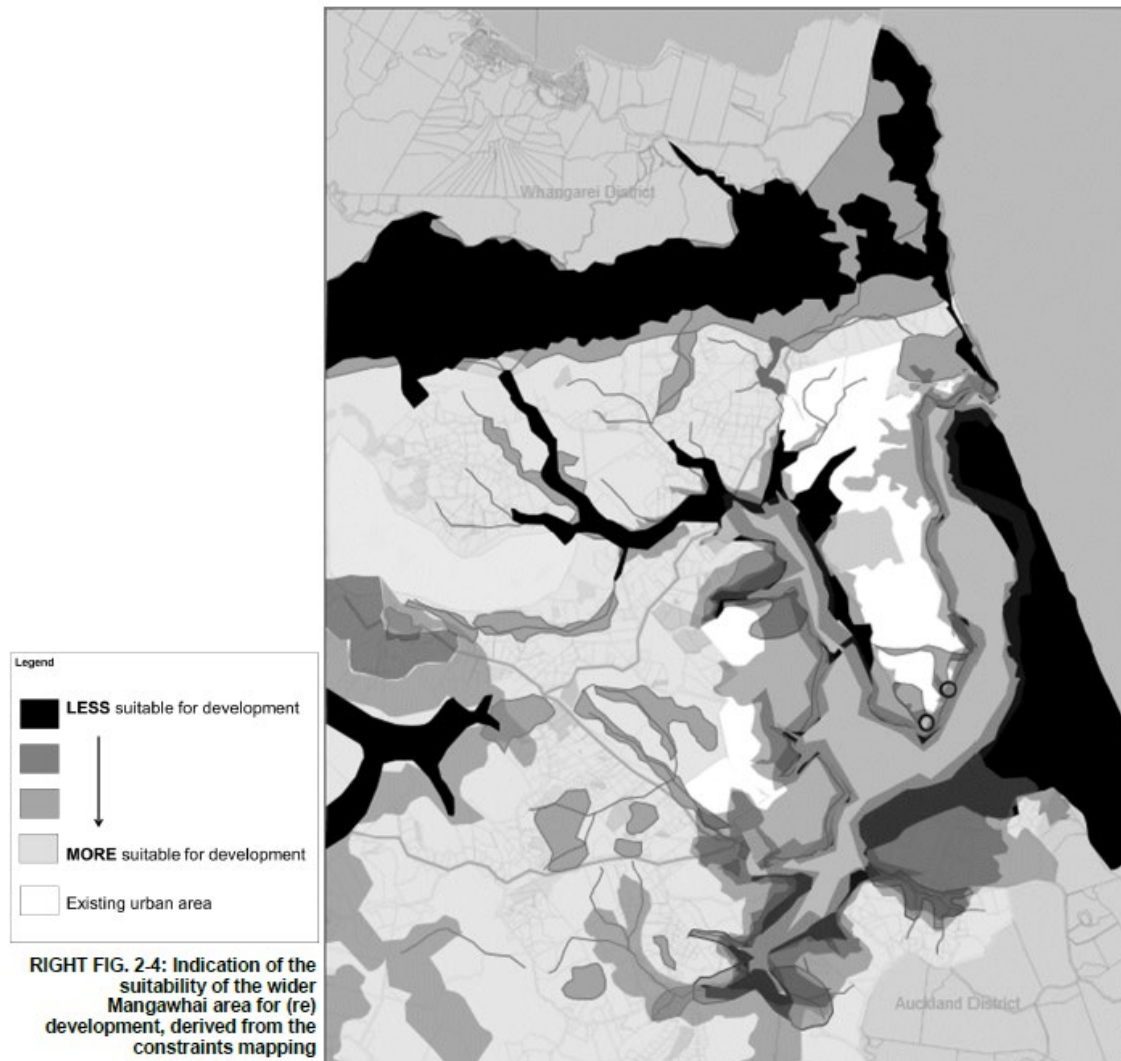 Whangarei District
Legend
LESS suitable for development
MORE suitable for development
Existing urban area
RIGHT FIG. 2-4: Indication of the
suitability of the wider
Mangawhai area for (re)
development, derived from the
constraints mapping
Auckland District